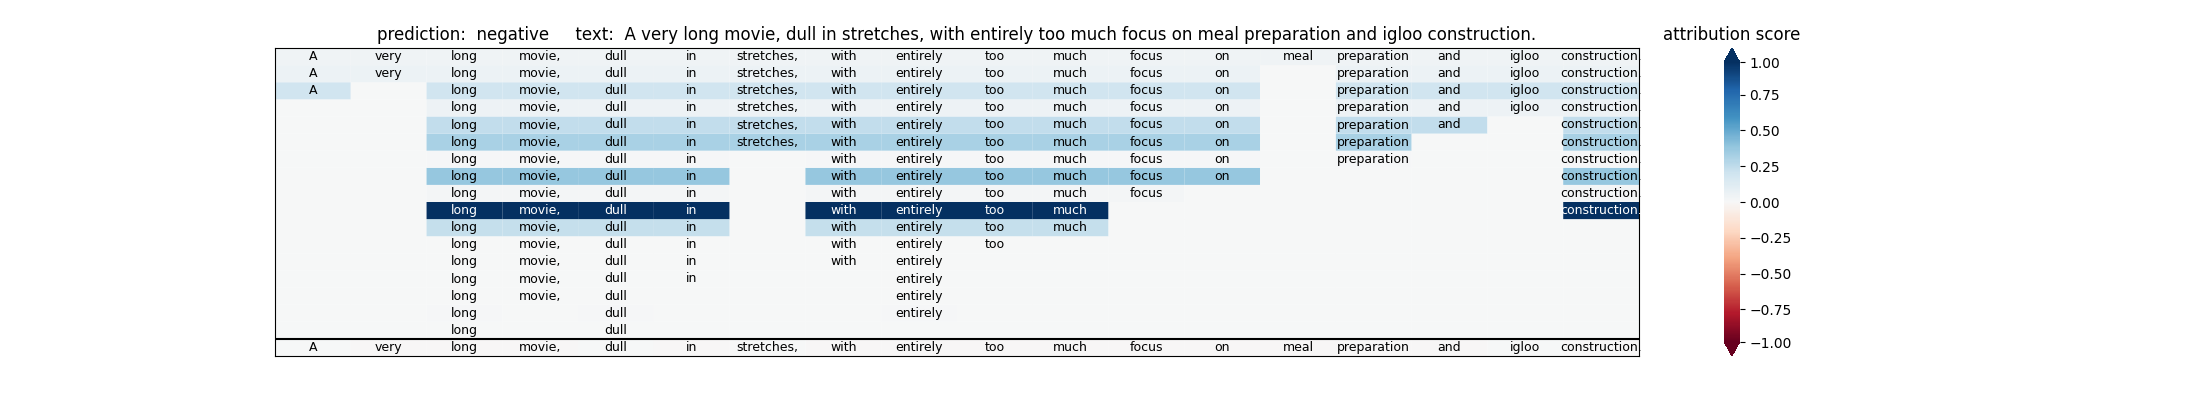 prediction: negative text: A very long movie, dull in stretches, with entirely too much focus on meal preparation and igloo construction. attribution score
A very long movie, dull in stretches, with entirely too much focus on meal preparation and igloo construction.
A very long movie, dull in stretches, with entirely too much focus on preparation and igloo construction.
A long movie, dull in stretches, with entirely too much focus on preparation and igloo construction.
long movie, dull in stretches, with entirely too much focus on preparation and igloo construction.
long movie, dull in stretches, with entirely too much focus on preparation and construction.
long movie, dull in stretches, with entirely too much focus on preparation construction.
long movie, dull in with entirely too much focus on preparation construction.
long movie, dull in with entirely too much focus on construction.
long movie, dull in with entirely too much focus construction.
long movie, dull in with entirely too much construction.
long movie, dull in with entirely too much
long movie, dull in with entirely too
long movie, dull in with entirely
long movie, dull in entirely
long movie, dull entirely
long dull entirely
long dull
A very long movie, dull in stretches, with entirely too much focus on meal preparation and igloo construction.
1.00
0.75
0.50
0.25
0.00
−0.25
−0.50
−0.75
−1.00